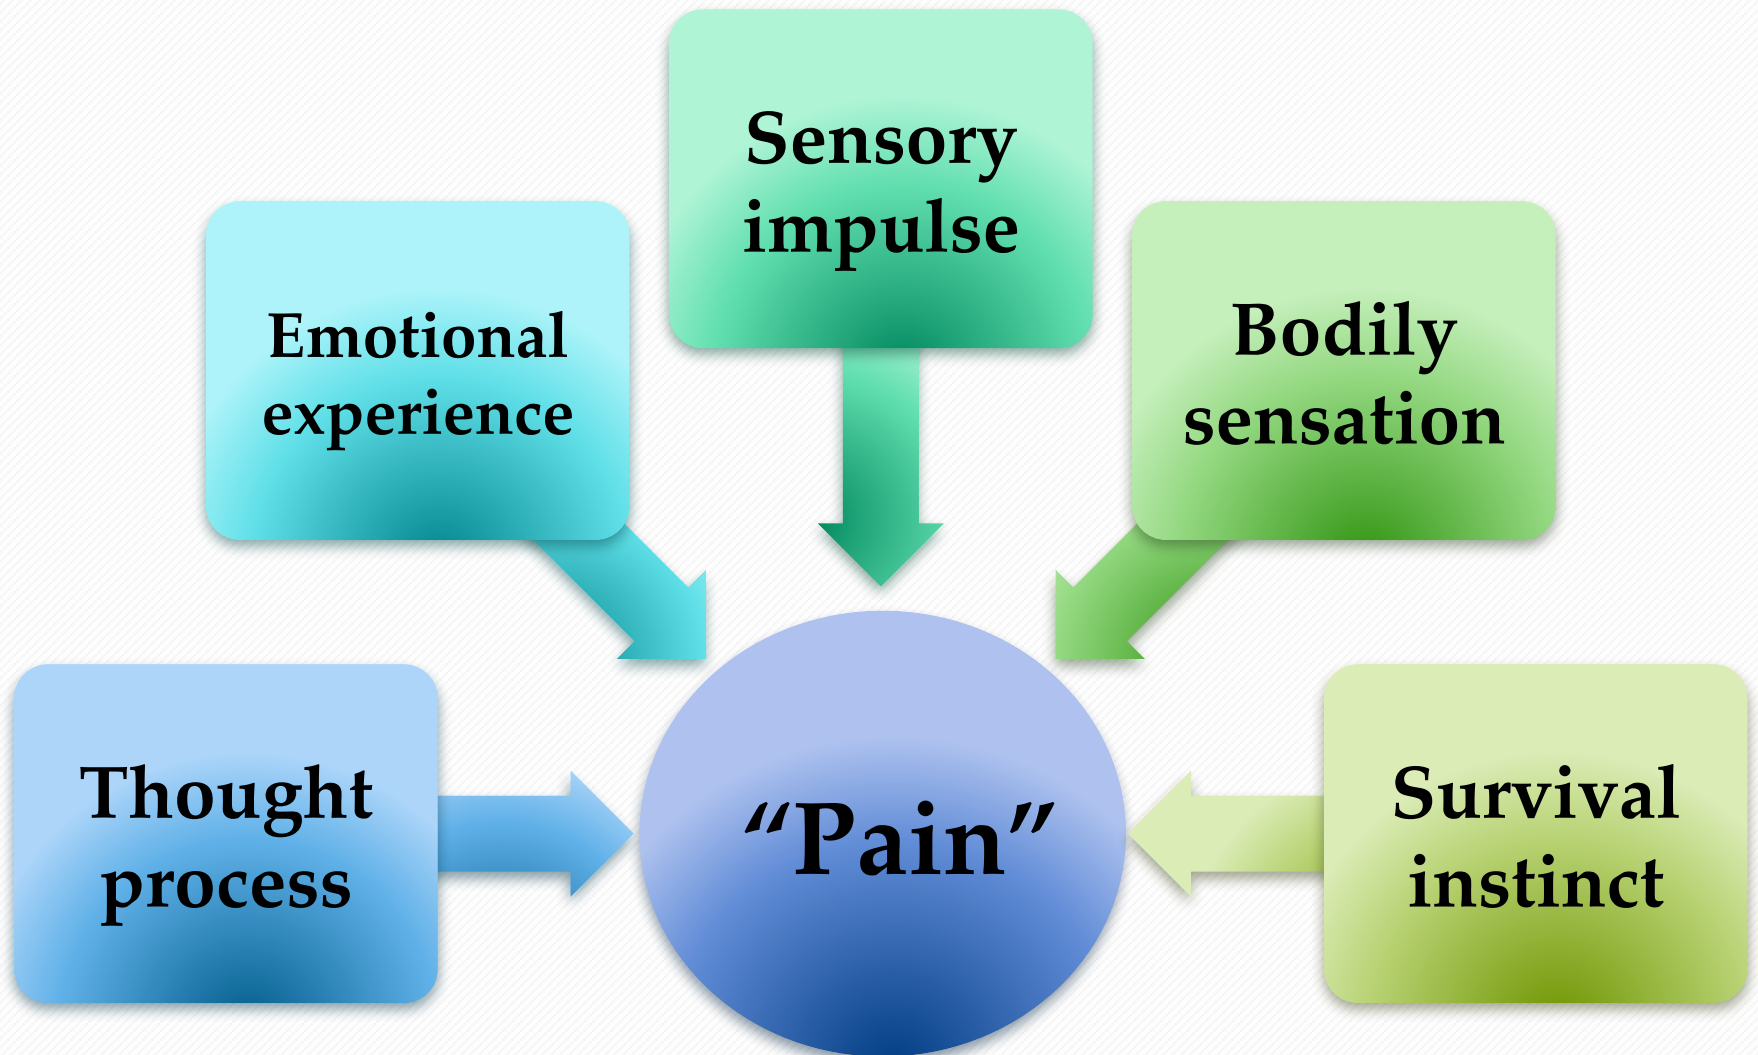 Sensory
impulse
Emotional
experience
Bodily
sensation
Thought
process
“Pain”
Survival
instinct